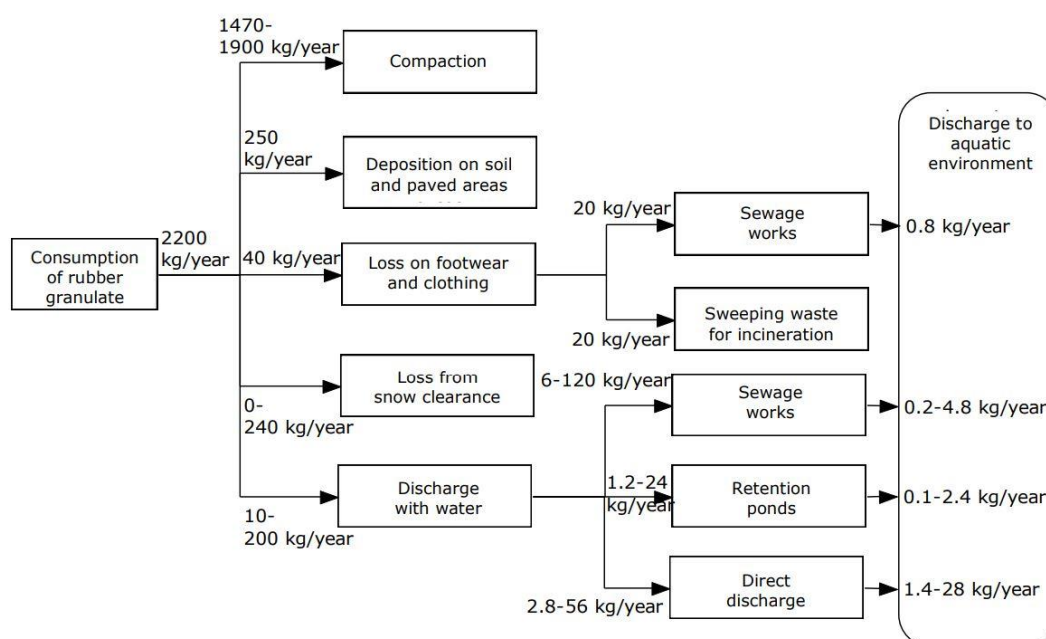 1470-
1900 kg/year
Compaction
250
kg/year
Deposition on soil
and paved areas
Discharge to
aquatic
environment
20 kg/year
Sewage
works
0.8 kg/year
2200
kg/year
Consumption
of rubber
granulate
40 kg/year
Loss on footwear
and clothing
Sweeping waste
for incineration
20 kg/year
0-
240 kg/year
Loss from
snow clearance
6-120 kg/year
Sewage
works
0.2-4.8 kg/year
10-
200 kg/year
Discharge
with water
1.2-24
kg/year
Retention
ponds
0.1-2.4 kg/year
2.8-56 kg/year
Direct
discharge
1.4-28 kg/year